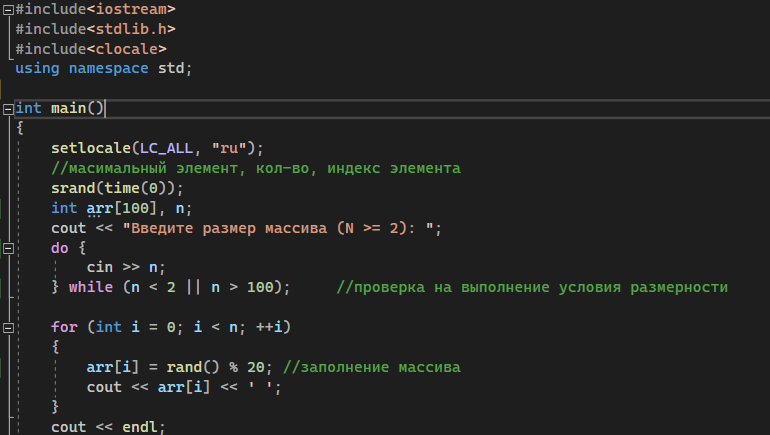 #include<iostream>
#include<stdlib.h>
#include<clocale>
using namespace std;
int main()
{
setlocale(LC_ALL, "ru");
//масимальный элемент, кол-во, индекс элемента
srand(time(0));
int arr[100], n;
cout << "Введите размер массива (N >= 2): ";
do {
cin >> n;
} while (n < 2 || n > 100); //проверка на выполнение условия размерности
for (int i = 0; i < n; ++i)
{
arr[i] = rand() % 20; //заполнение массива
cout << arr[i] << ' ';
}
cout << endl;